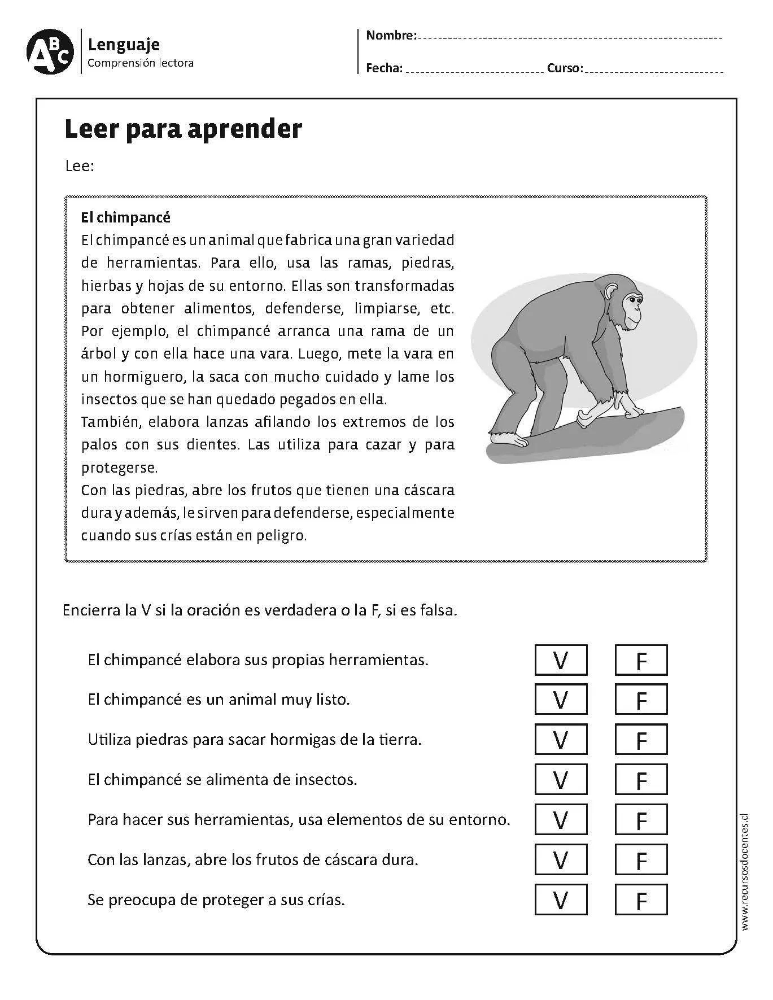 ABC
Lenguaje
Comprensión lectora
Nombre:
Fecha: Curso:
Leer para aprender
Lee:
El chimpancé
El chimpancé es un animal que fabrica una gran variedad
de herramientas. Para ello, usa las ramas, piedras,
hierbas y hojas de su entorno. Ellas son transformadas
para obtener alimentos, defenderse, limpiarse, etc.
Por ejemplo, el chimpancé arranca una rama de un
árbol y con ella hace una vara. Luego, mete la vara en
un hormiguero, la saca con mucho cuidado y lame los
insectos que se han quedado pegados en ella.
También, elabora lanzas afilando los extremos de los
palos con sus dientes. Las utiliza para cazar y para
protegerse.
Con las piedras, abre los frutos que tienen una cáscara
dura y además, le sirven para defenderse, especialmente
cuando sus crías están en peligro.
Encierra la V si la oración es verdadera o la F, si es falsa.
El chimpancé elabora sus propias herramientas. V F
El chimpancé es un animal muy listo. V F
Utiliza piedras para sacar hormigas de la tierra. V F
El chimpancé se alimenta de insectos. V F
Para hacer sus herramientas, usa elementos de su entorno. V F
Con las lanzas, abre los frutos de cáscara dura. V F
Se preocupa de proteger a sus crías. V F
www.recursosdocentes.cl